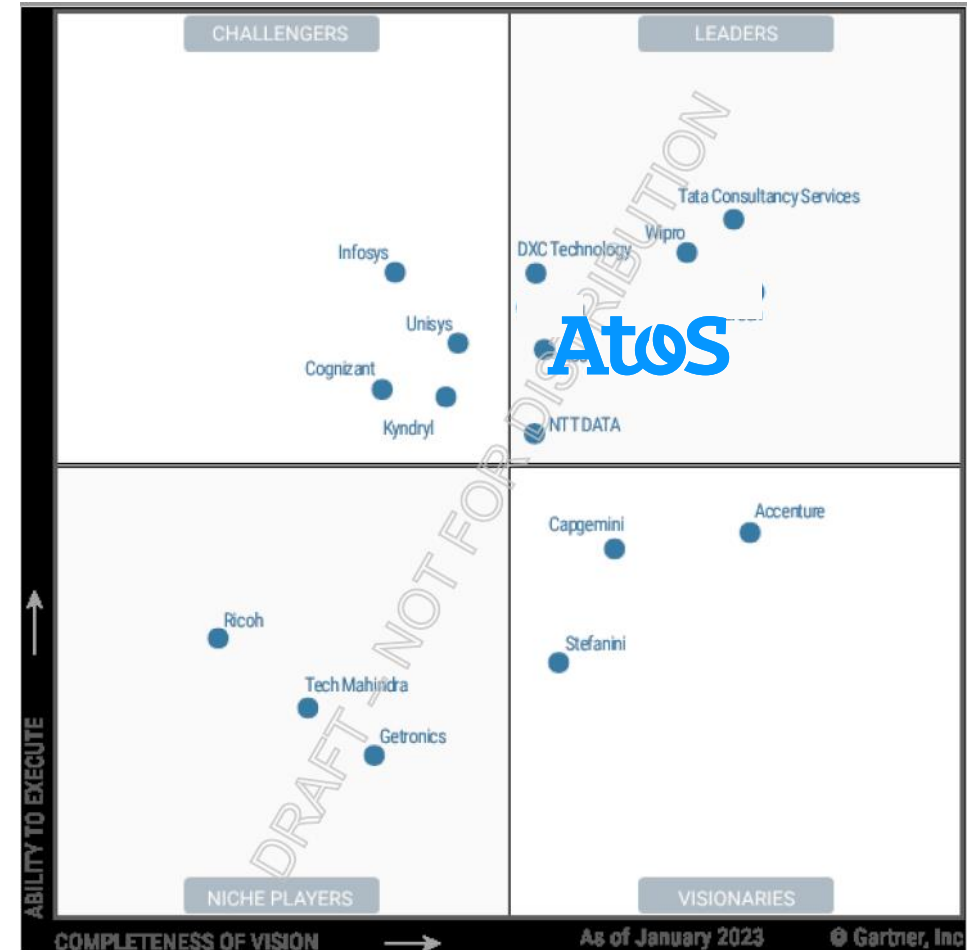 CHALLENGERS
LEADERS
Tata Consultancy Services
Wipro
DXC Technology
Infosys
Unisys
Atos
Cognizant
Kyndryl
NTT DATA
Accenture
Capgemini
Ricoh
Stefanini
Tech Mahindra
Getronics
DRAFT – NOT FOR DISTRIBUTION
ABILITY TO EXECUTE
NICHE PLAYERS
VISIONARIES
COMPLETENESS OF VISION
As of January 2023
© Gartner, Inc